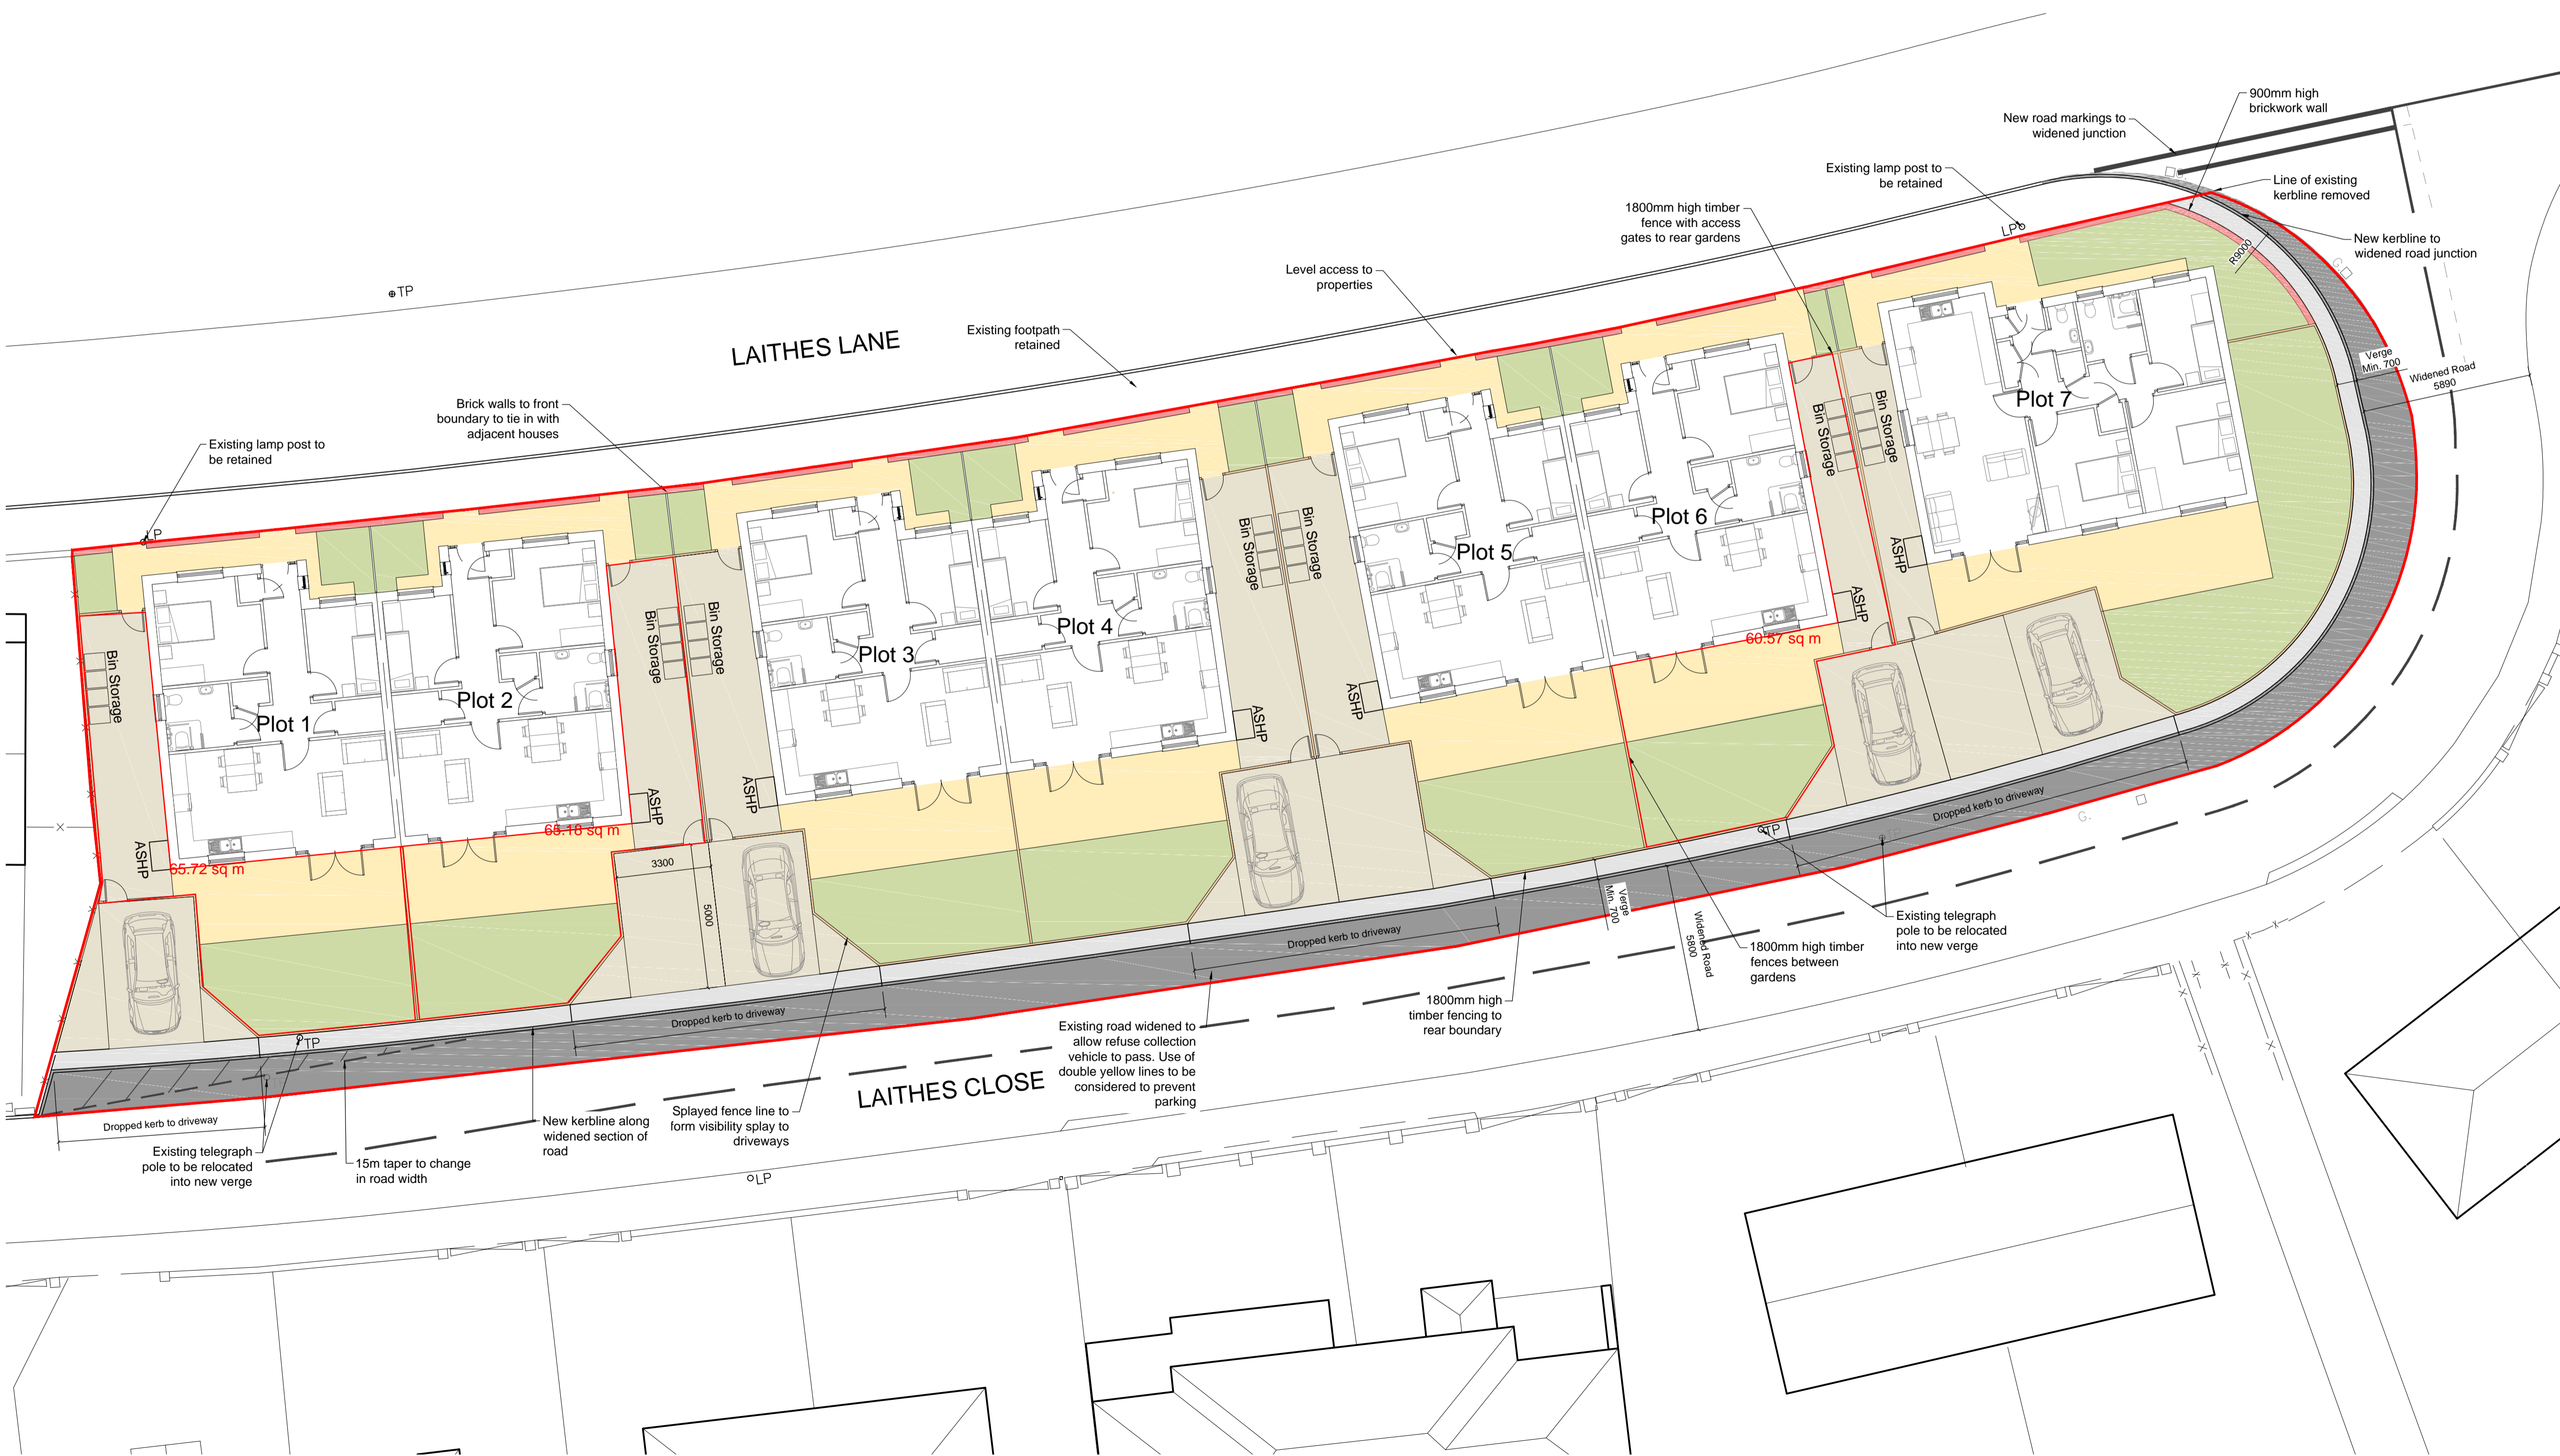 900mm high
brickwork wall
New road markings to
widened junction
Existing lamp post to
be retained
Line of existing
kerbline removed
1800mm high timber
fence with access
gates to rear gardens
LP
New kerbline to
widened road junction
R9000
G.
Level access to
properties
TP
LAITHES LANE
Existing footpath
retained
Verge
Min. 700
Widened Road
5890
Brick walls to front
boundary to tie in with
adjacent houses
Existing lamp post to
be retained
LP
Plot 1
Plot 2
Plot 3
Plot 4
Plot 5
Plot 6
Plot 7
Bin Storage
Bin Storage
Bin Storage
Bin Storage
Bin Storage
Bin Storage
Bin Storage
ASHP
ASHP
ASHP
ASHP
ASHP
ASHP
ASHP
65.72 sq m
65.18 sq m
60.57 sq m
3300
5000
Dropped kerb to driveway
G.
TP
Dropped kerb to driveway
Verge
Min. 700
Widened Road
5800
Existing telegraph
pole to be relocated
into new verge
1800mm high timber
fences between
gardens
1800mm high
timber fencing to
rear boundary
Dropped kerb to driveway
Existing road widened to
allow refuse collection
vehicle to pass. Use of
double yellow lines to be
considered to prevent
parking
LAITHES CLOSE
TP
Dropped kerb to driveway
Existing telegraph
pole to be relocated
into new verge
15m taper to change
in road width
New kerbline along
widened section of
road
Splayed fence line to
form visibility splay to
driveways
LP